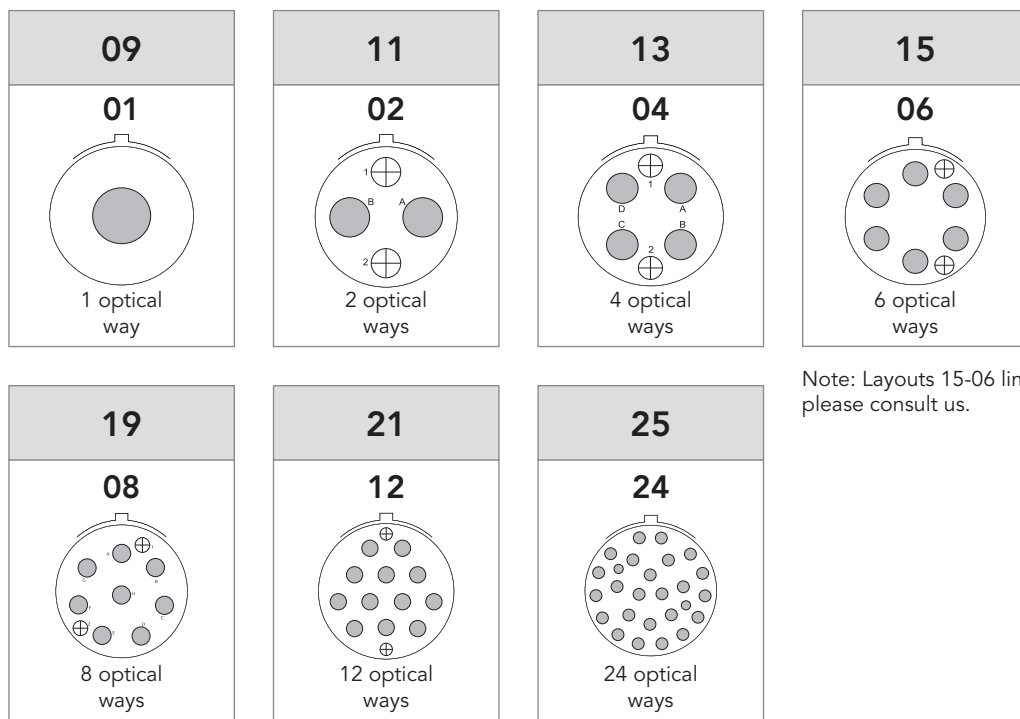 09
11
13
15
01
02
04
06
1
B A
2
1
D A
C B
2
1 optical
way
2 optical
ways
4 optical
ways
6 optical
ways
Note: Layouts 15-06 lin
please consult us.
19
21
25
08
12
24
A
G B
H
F C
D
E
8 optical
ways
12 optical
ways
24 optical
ways